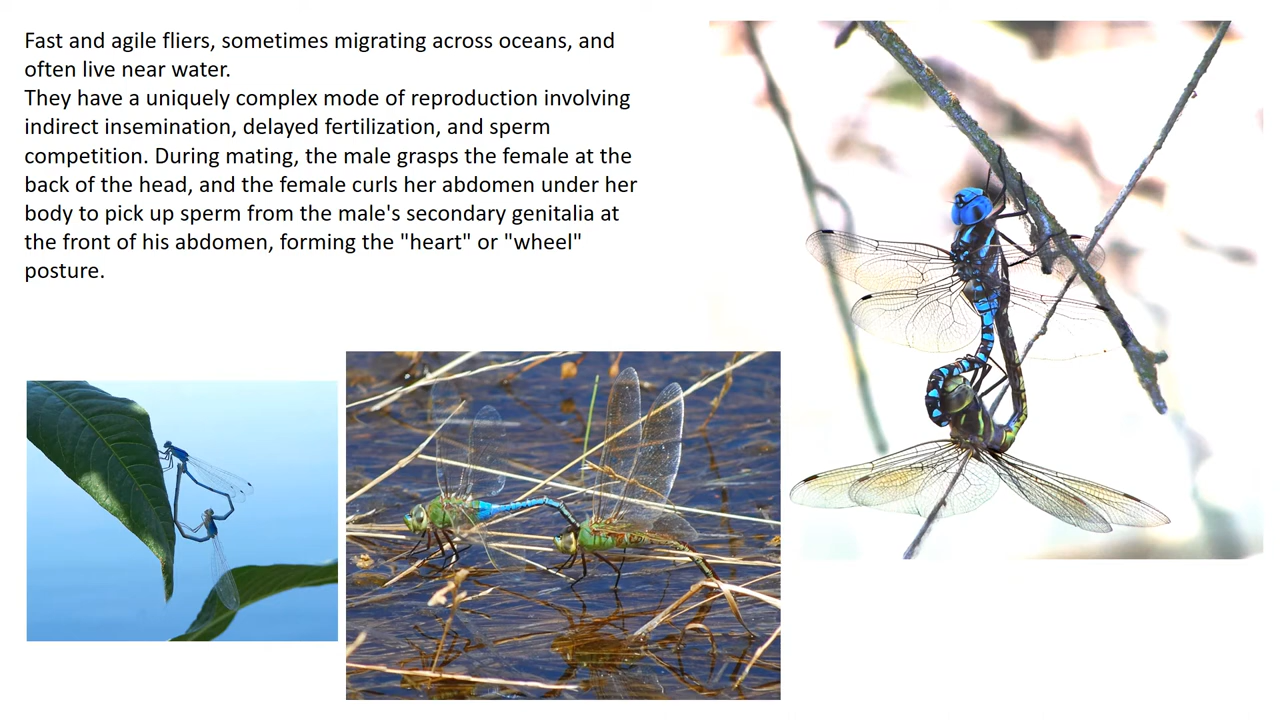 Fast and agile fliers, sometimes migrating across oceans, and
often live near water.
They have a uniquely complex mode of reproduction involving
indirect insemination, delayed fertilization, and sperm
competition. During mating, the male grasps the female at the
back of the head, and the female curls her abdomen under her
body to pick up sperm from the male's secondary genitalia at
the front of his abdomen, forming the "heart" or "wheel"
posture.